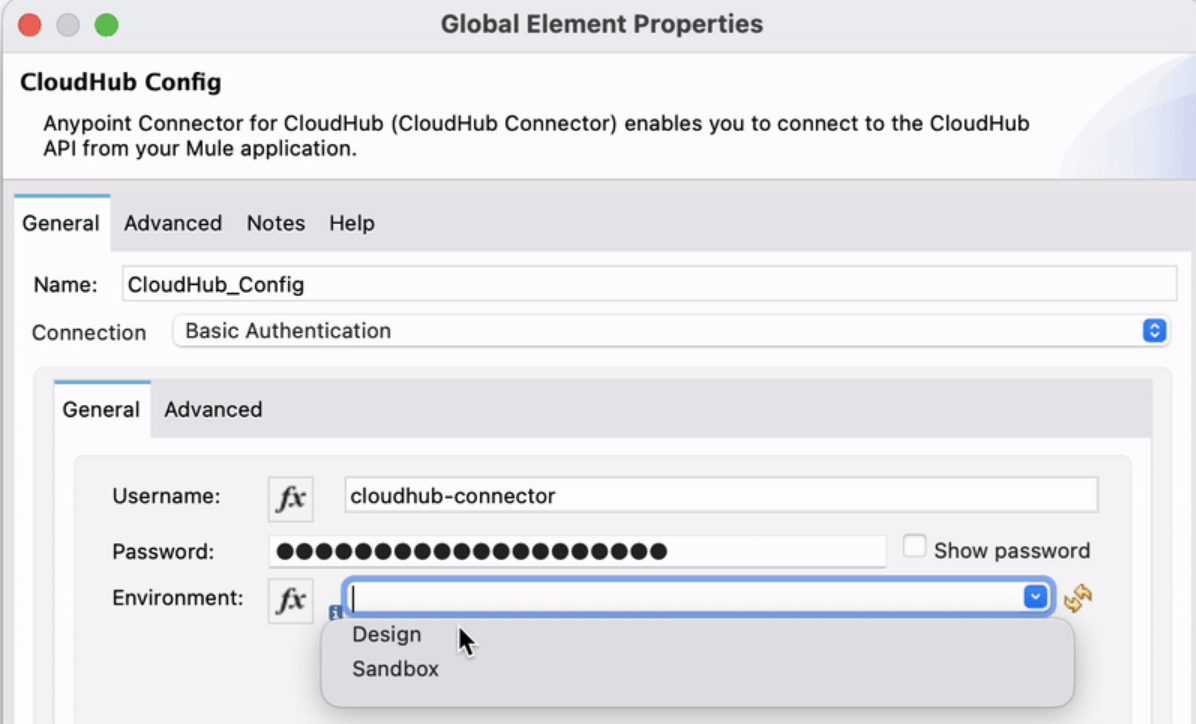 Global Element Properties
CloudHub Config
Anypoint Connector for CloudHub (CloudHub Connector) enables you to connect to the CloudHub
API from your Mule application.
General Advanced Notes Help
Name: CloudHub_Config
Connection Basic Authentication
General Advanced
Username: fx cloudhub-connector
Password: ●●●●●●●●●●●●●●●●●●●● Show password
Environment: fx
Design
Sandbox